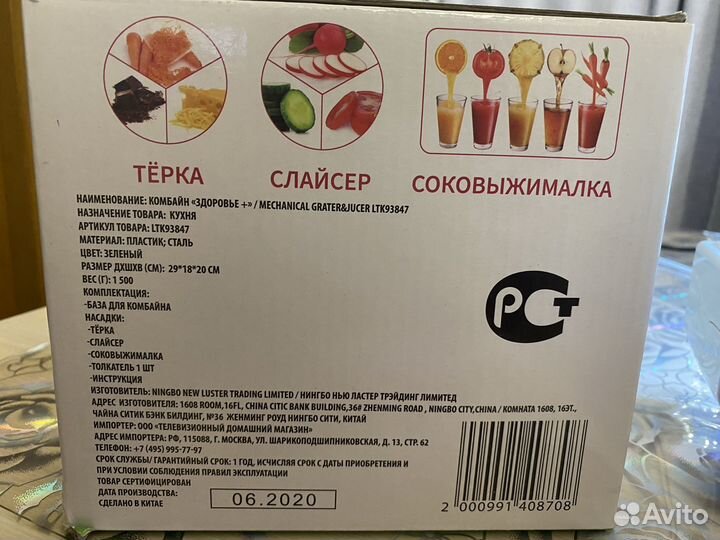 ТЁРКА
СЛАЙСЕР
СОКОВЫЖИМАЛКА
НАИМЕНОВАНИЕ: КОМБАЙН «ЗДОРОВЬЕ +» / MECHANICAL GRATER&JUCER LTK93847
НАЗНАЧЕНИЕ ТОВАРА: КУХНЯ
АРТИКУЛ ТОВАРА: LTK93847
МАТЕРИАЛ: ПЛАСТИК; СТАЛЬ
ЦВЕТ: ЗЕЛЕНЫЙ
РАЗМЕР ДХШХВ (СМ): 29*18*20 СМ
ВЕС (Г): 1 500
КОМПЛЕКТАЦИЯ:
-БАЗА ДЛЯ КОМБАЙНА
НАСАДКИ:
-ТЁРКА
-СЛАЙСЕР
-СОКОВЫЖИМАЛКА
-ТОЛКАТЕЛЬ 1 ШТ
-ИНСТРУКЦИЯ
ИЗГОТОВИТЕЛЬ: NINGBO NEW LUSTER TRADING LIMITED / НИНГБО НЬЮ ЛАСТЕР ТРЭЙДИНГ ЛИМИТЕД
АДРЕС ИЗГОТОВИТЕЛЯ: 1608 ROOM,16FL, CHINA CITIC BANK BUILDING,36# ZHENMING ROAD , NINGBO CITY,CHINA / КОМНАТА 1608, 16ЭТ.,
ЧАЙНА СИТИК БЭНК БИЛДИНГ, №36 ЖЕНМИНГ РОУД НИНГБО СИТИ, КИТАЙ
ИМПОРТЕР: ООО «ТЕЛЕВИЗИОННЫЙ ДОМАШНИЙ МАГАЗИН»
АДРЕС ИМПОРТЕРА: РФ, 115088, Г. МОСКВА, УЛ. ШАРИКОПОДШИПНИКОВСКАЯ, Д. 13, СТР. 62
ТЕЛЕФОН: +7 (495) 995-77-97
СРОК СЛУЖБЫ/ ГАРАНТИЙНЫЙ СРОК: 1 ГОД, ИСЧИСЛЯЯ СРОК С ДАТЫ ПРИОБРЕТЕНИЯ И
ПРИ УСЛОВИИ СОБЛЮДЕНИЯ ПРАВИЛ ЭКСПЛУАТАЦИИ
ТОВАР СЕРТИФИЦИРОВАН
ДАТА ПРОИЗВОДСТВА: 06.2020
СДЕЛАНО В КИТАЕ
РСТ
2 000991 408708
Avito